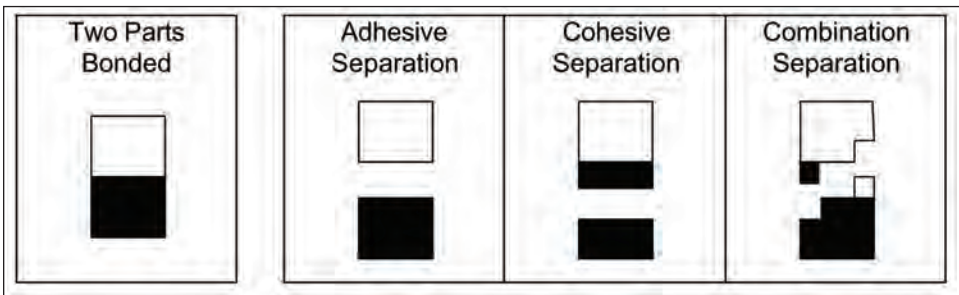 Two Parts
Bonded
Adhesive
Separation
Cohesive
Separation
Combination
Separation